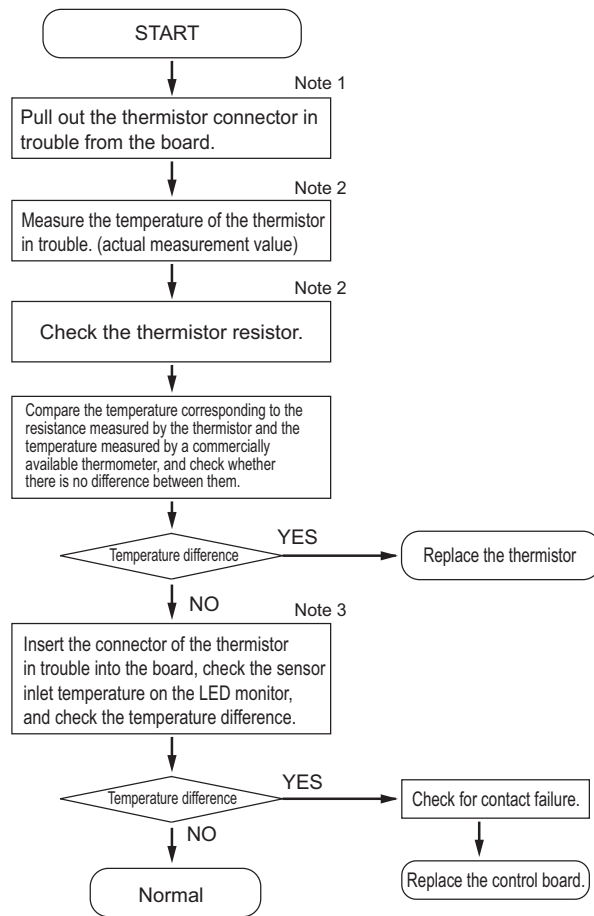 START
Note 1
Pull out the thermistor connector in
trouble from the board.
Note 2
Measure the temperature of the thermistor
in trouble. (actual measurement value)
Note 2
Check the thermistor resistor.
Compare the temperature corresponding to the
resistance measured by the thermistor and the
temperature measured by a commercially
available thermometer, and check whether
there is no difference between them.
Temperature difference
YES
Replace the thermistor
NO
Note 3
Insert the connector of the thermistor
in trouble into the board, check the sensor
inlet temperature on the LED monitor,
and check the temperature difference.
Temperature difference
YES
Check for contact failure.
NO
Normal
Replace the control board.